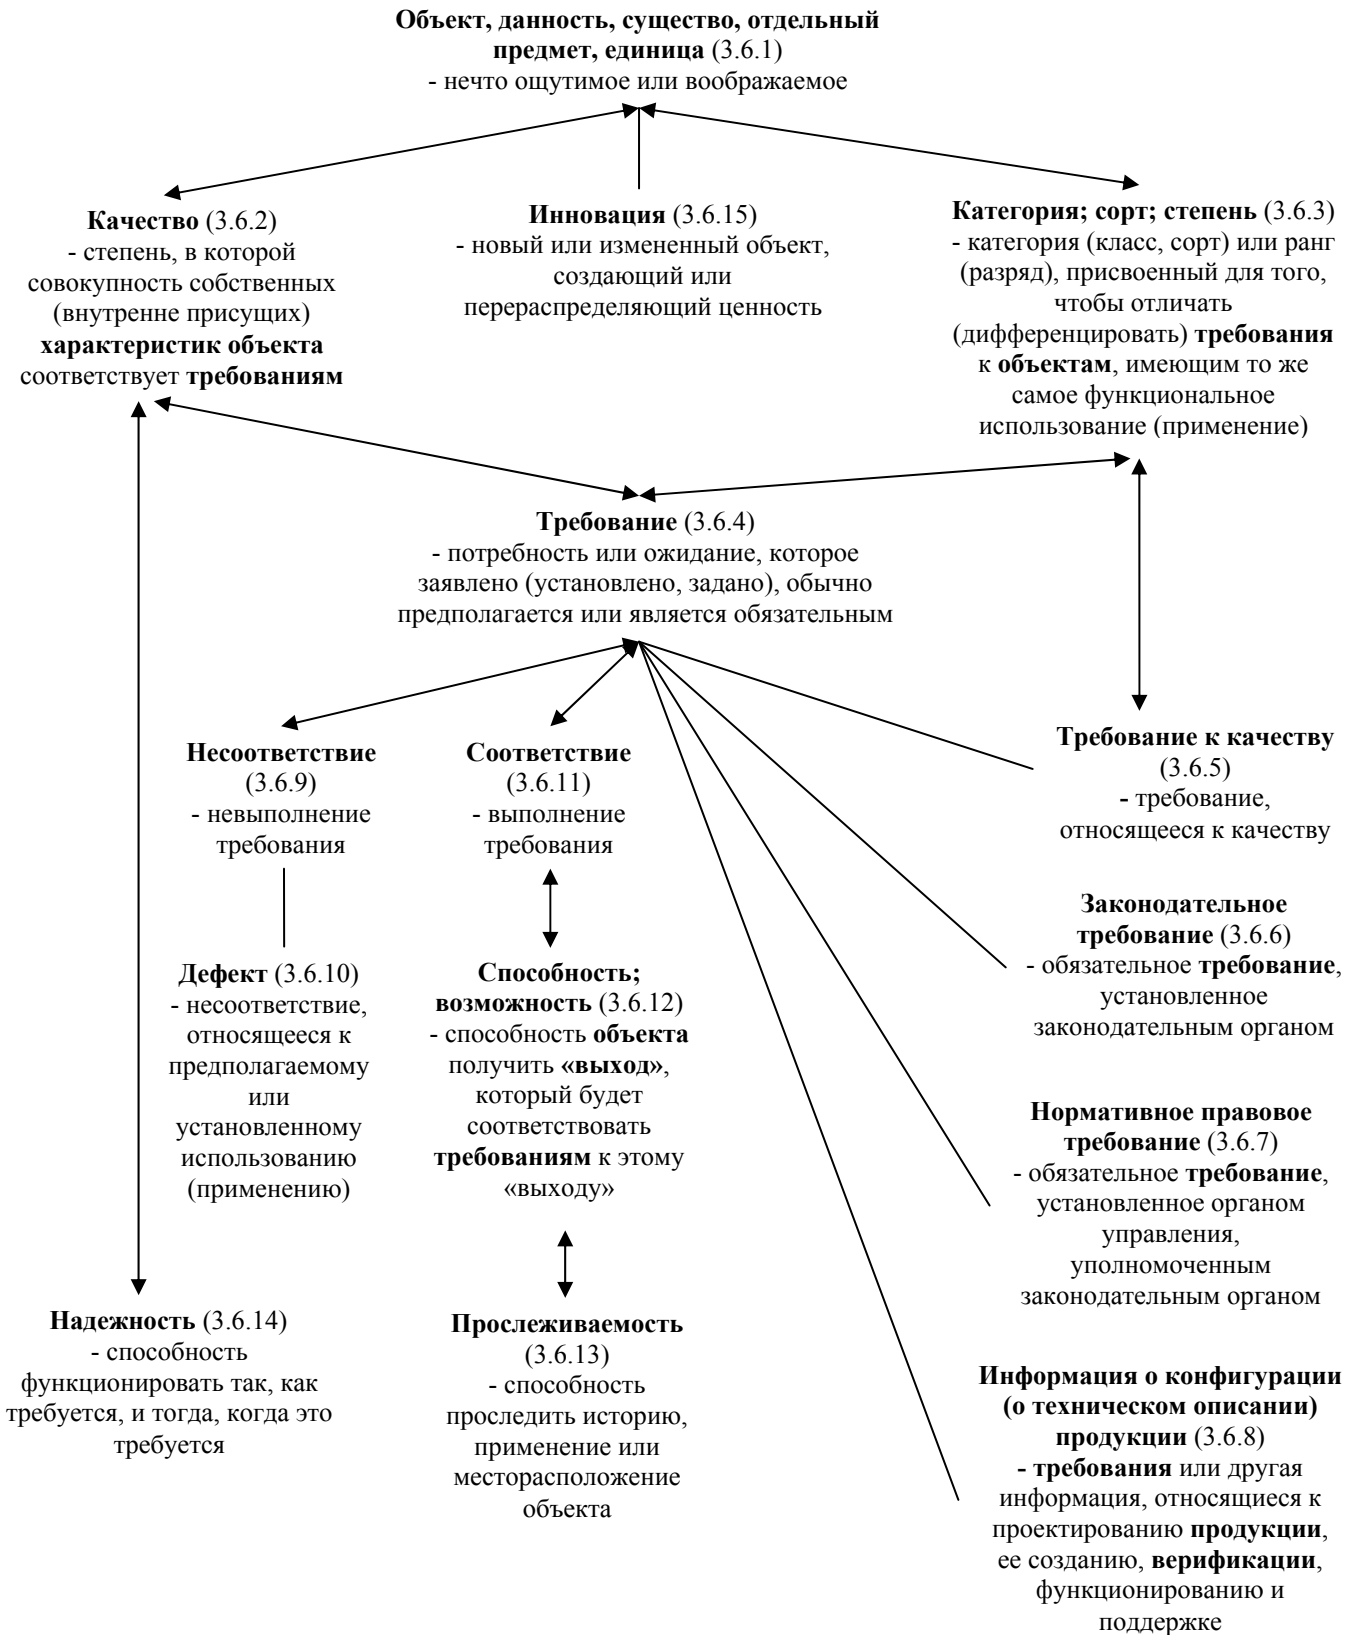 Объект, данность, существо, отдельный
предмет, единица (3.6.1)
- нечто ощутимое или воображаемое
Качество (3.6.2)
- степень, в которой
совокупность собственных
(внутренне присущих)
характеристик объекта
соответствует требованиям
Инновация (3.6.15)
- новый или измененный объект,
создающий или
перераспределяющий ценность
Категория; сорт; степень (3.6.3)
- категория (класс, сорт) или ранг
(разряд), присвоенный для того,
чтобы отличать
(дифференцировать) требования
к объектам, имеющим то же
самое функциональное
использование (применение)
Требование (3.6.4)
- потребность или ожидание, которое
заявлено (установлено, задано), обычно
предполагается или является обязательным
Несоответствие
(3.6.9)
- невыполнение
требования
Соответствие
(3.6.11)
- выполнение
требования
Требование к качеству
(3.6.5)
- требование,
относящееся к качеству
Законодательное
требование (3.6.6)
- обязательное требование,
установленное
законодательным органом
Дефект (3.6.10)
- несоответствие,
относящееся к
предполагаемому
или
установленному
использованию
(применению)
Способность;
возможность (3.6.12)
- способность объекта
получить «выход»,
который будет
соответствовать
требованиям к этому
«выходу»
Нормативное правовое
требование (3.6.7)
- обязательное требование,
установленное органом
управления,
уполномоченным
законодательным органом
Надежность (3.6.14)
- способность
функционировать так, как
требуется, и тогда, когда это
требуется
Прослеживаемость
(3.6.13)
- способность
проследить историю,
применение или
месторасположение
объекта
Информация о конфигурации
(о техническом описании)
продукции (3.6.8)
- требования или другая
информация, относящиеся к
проектированию продукции,
ее созданию, верификации,
функционированию и
поддержке